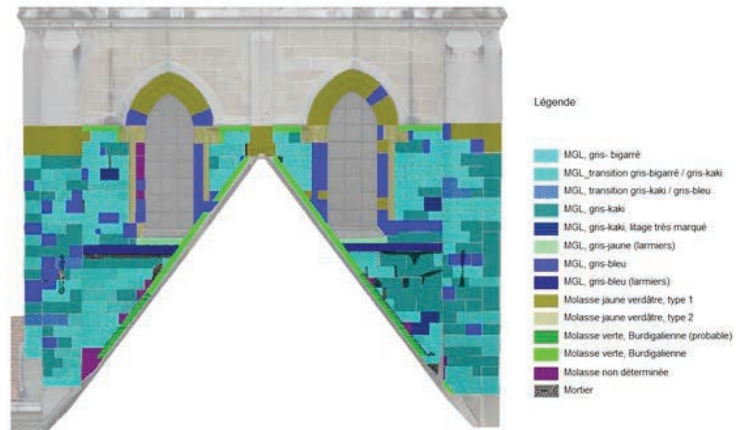 Légende
MGL, gris- bigarré
MGL_transition gris-bigarré / gris-kaki
MGL, transition gris-kaki / gris-bleu
MGL, gris-kaki
MGL, gris-kaki, litage très marqué
MGL, gris-jaune (larmiers)
MGL, gris-bleu
MGL, gris-bleu (larmiers)
Molasse jaune verdâtre, type 1
Molasse jaune verdâtre, type 2
Molasse verte, Burdigalienne (probable)
Molasse verte, Burdigalienne
Molasse non déterminée
Mortier